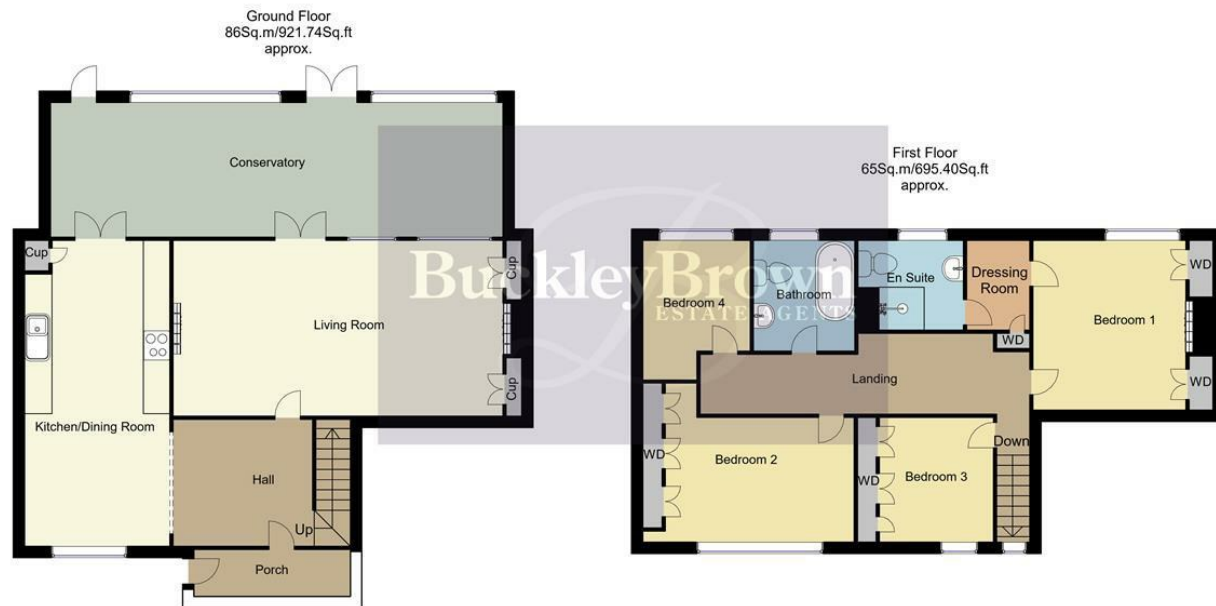 Ground Floor
86Sq.m/921.74Sq.ft
approx.
Conservatory
Cup
Cup
Living Room
Cup
Kitchen/Dining Room
Hall
Up
Porch
First Floor
65Sq.m/695.40Sq.ft
approx.
BuckleyBrown
ESTATE AGENTS
Bedroom 4
Bathroom
En Suite
Dressing
Room
WD
Bedroom 1
WD
WD
Landing
WD
Bedroom 2
WD
Bedroom 3
Down